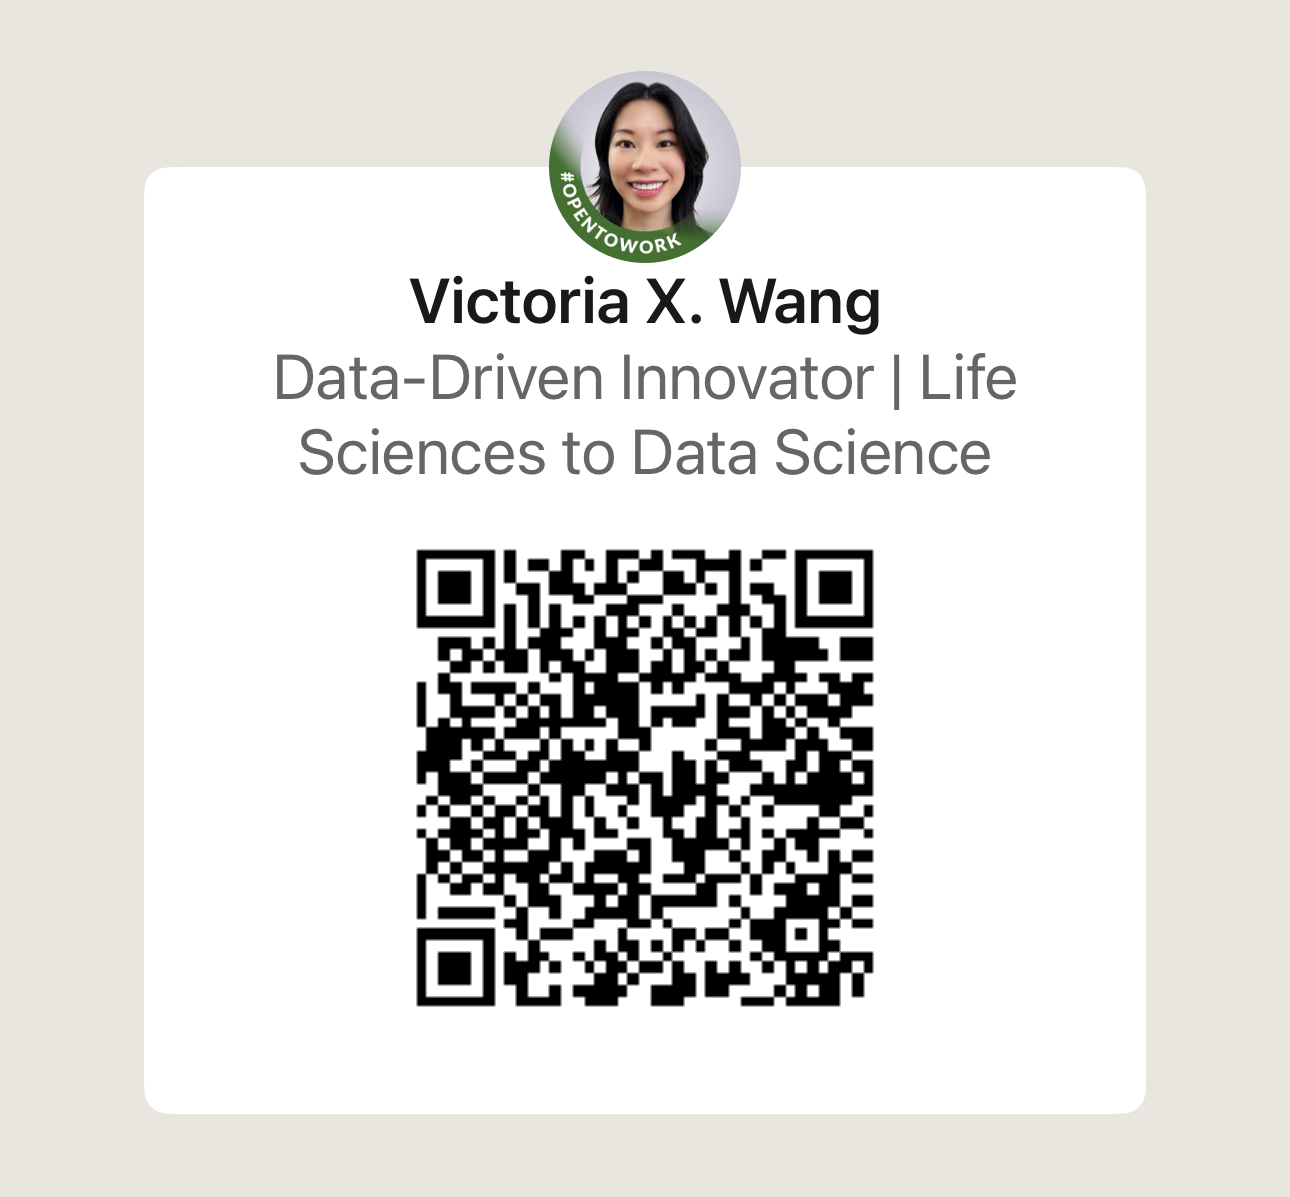 #OPENTOWORK
Victoria X. Wang
Data-Driven Innovator | Life
Sciences to Data Science